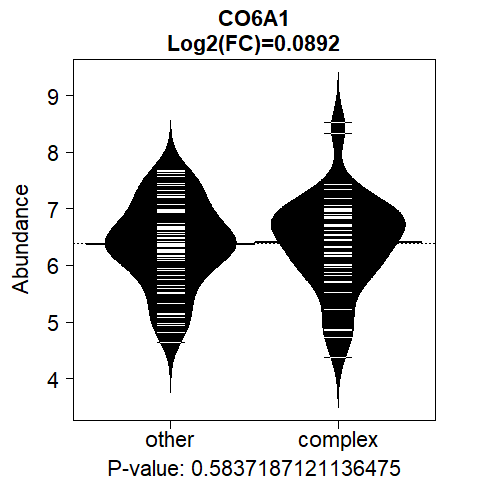 CO6A1
Log2(FC)=0.0892
Abundance
9
8
7
6
5
4
other complex
P-value: 0.5837187121136475